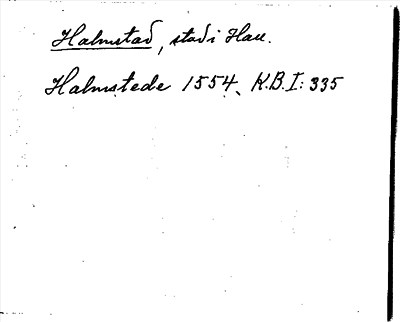 Halmstad, stad i Hall.
Halmstede 1554, K.B.I: 335